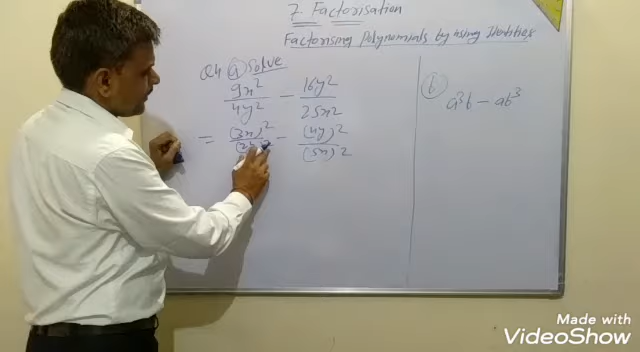 7 Factorisation
Factorising Polynomials by using Identities
Q4 (a) Solve
9x²/4y² - 16y²/25x²
= (3x)²/(2y)² - (4y)²/(5x)²
(b)
a³b - ab³
Made with
VideoShow